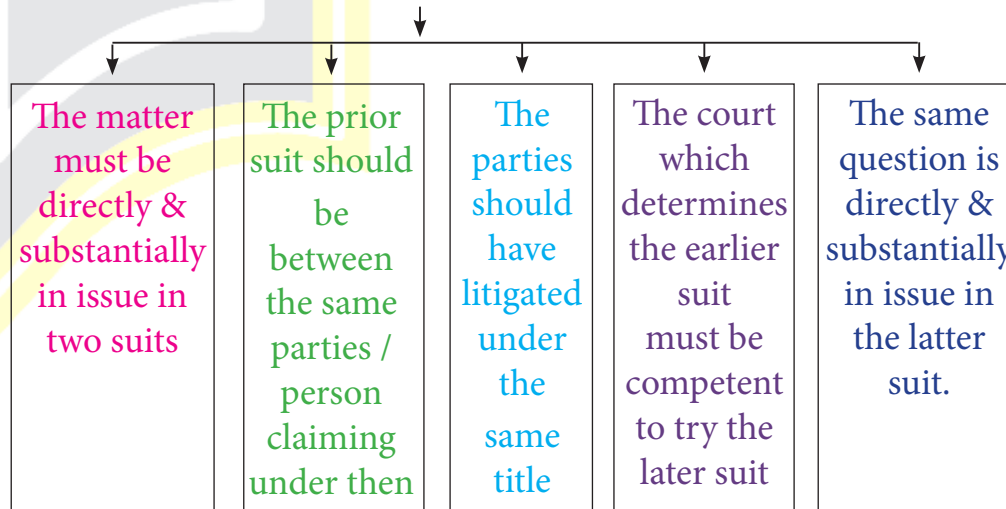 The matter
must be
directly &
substantially
in issue in
two suits
The prior
suit should
be
between
the same
parties /
person
claiming
under then
The
parties
should
have
litigated
under
the
same
title
The court
which
determines
the earlier
suit
must be
competent
to try the
later suit
The same
question is
directly &
substantially
in issue in
the latter
suit.